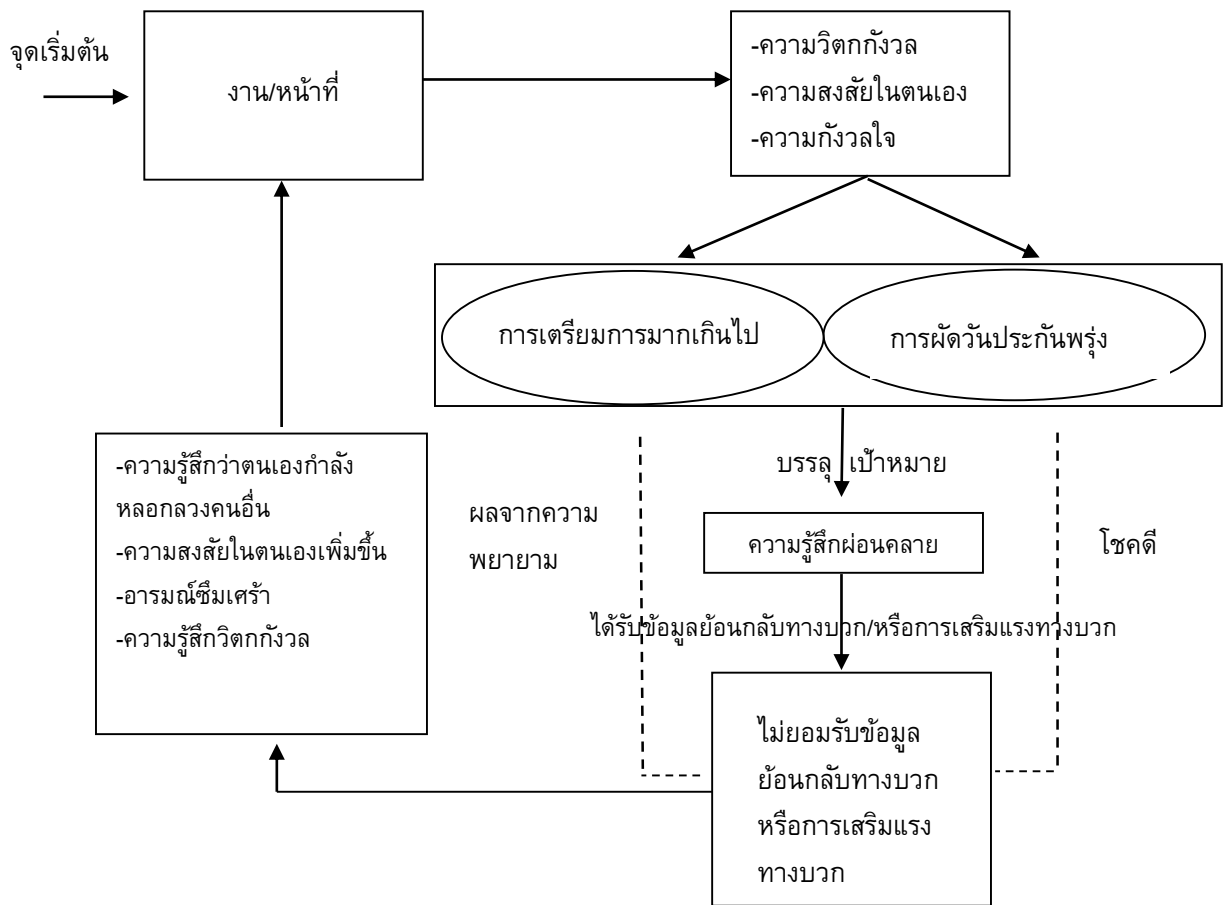 จุดเริ่มต้น
งาน/หน้าที่
-ความวิตกกังวล
-ความสงสัยในตนเอง
-ความกังวลใจ
การเตรียมการมากเกินไป
การผัดวันประกันพรุ่ง
บรรลุ เป้าหมาย
-ความรู้สึกว่าตนเองกำลัง
หลอกลวงคนอื่น
-ความสงสัยในตนเองเพิ่มขึ้น
-อารมณ์ซึมเศร้า
-ความรู้สึกวิตกกังวล
ผลจากความ
พยายาม
ความรู้สึกผ่อนคลาย
โชคดี
ได้รับข้อมูลย้อนกลับทางบวก/หรือการเสริมแรงทางบวก
ไม่ยอมรับข้อมูล
ย้อนกลับทางบวก
หรือการเสริมแรง
ทางบวก